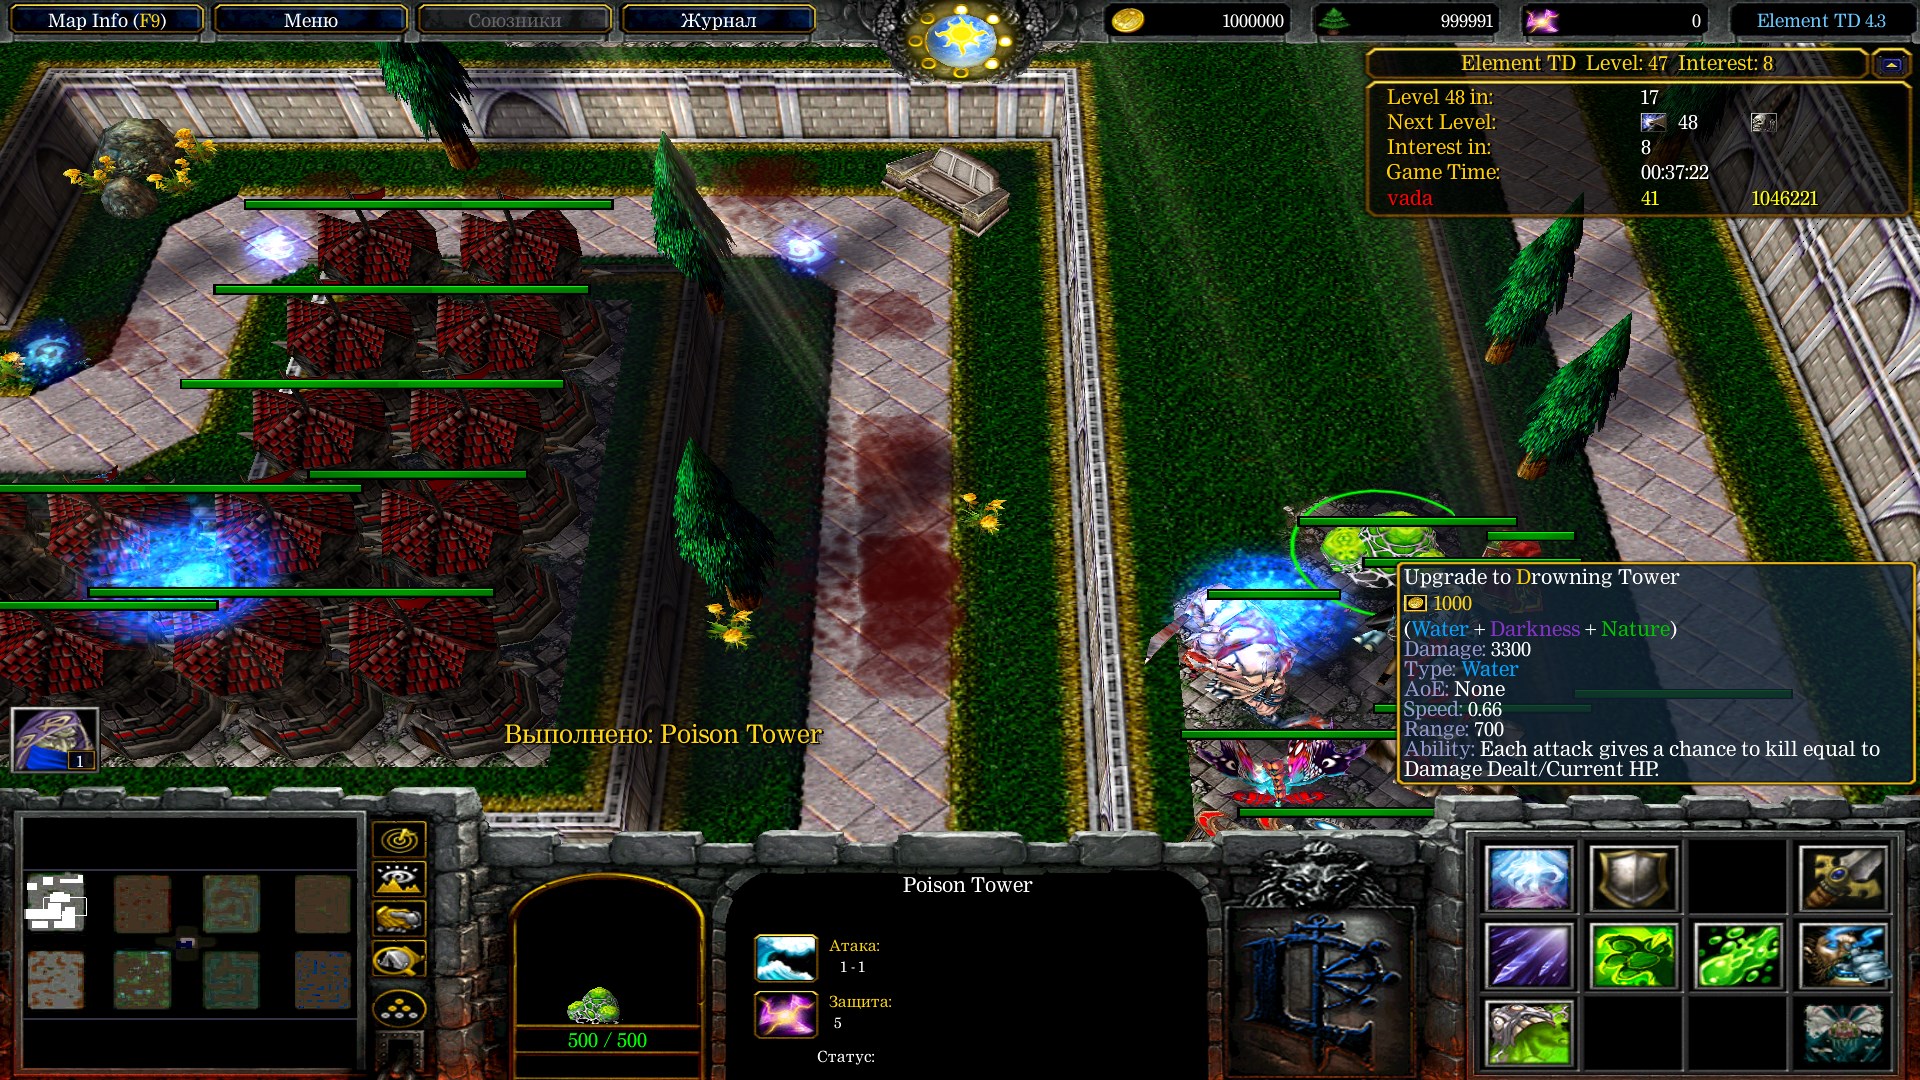 Map Info (F9)
Меню
Союзники
Журнал
1000000
999991
0
Element TD 4.3
Element TD Level: 47 Interest: 8
Level 48 in: 17
Next Level: 48
Interest in: 8
Game Time: 00:37:22
vada 41 1046221
Upgrade to Drowning Tower
1000
(Water + Darkness + Nature)
Damage: 3300
Type: Water
AoE: None
Speed: 0.66
Range: 700
Ability: Each attack gives a chance to kill equal to
Damage Dealt/Current HP.
Выполнено: Poison Tower
1
Poison Tower
Атака:
1 - 1
Защита:
5
Статус:
500 / 500